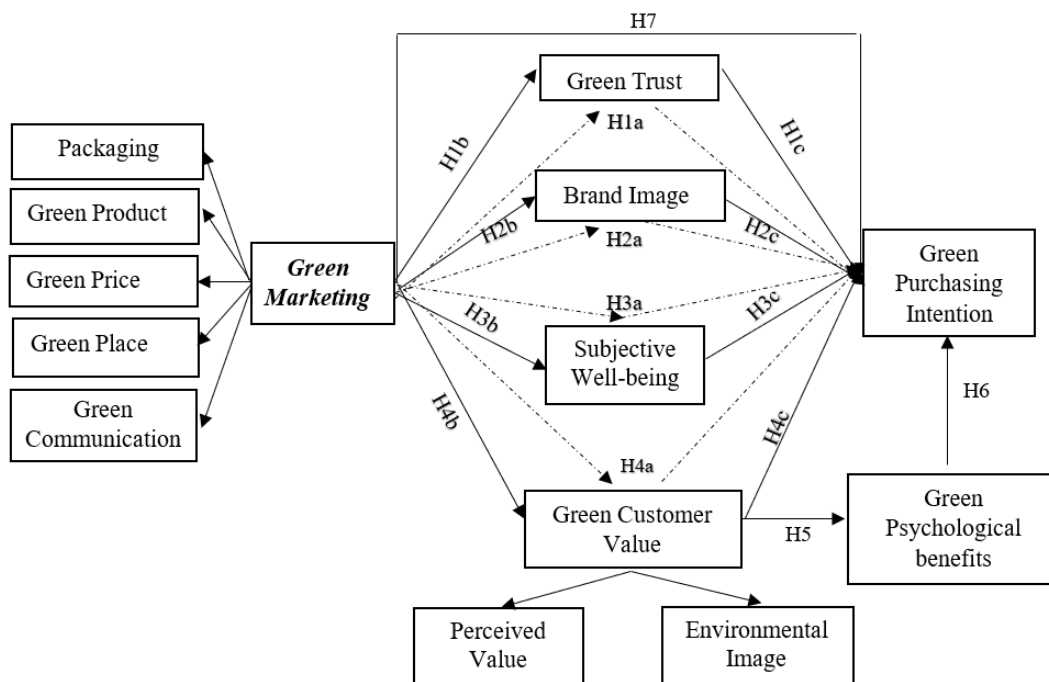 H7
Green Trust
H1b
H1a
H1c
Packaging
Green Product
Green Price
Green Place
Green
Communication
Green
Marketing
Brand Image
H2b
H2a
H2c
Green
Purchasing
Intention
H3a
H3b
H3c
Subjective
Well-being
H6
H4b
H4a
H4c
Green Customer
Value
H5
Green
Psychological
benefits
Perceived
Value
Environmental
Image